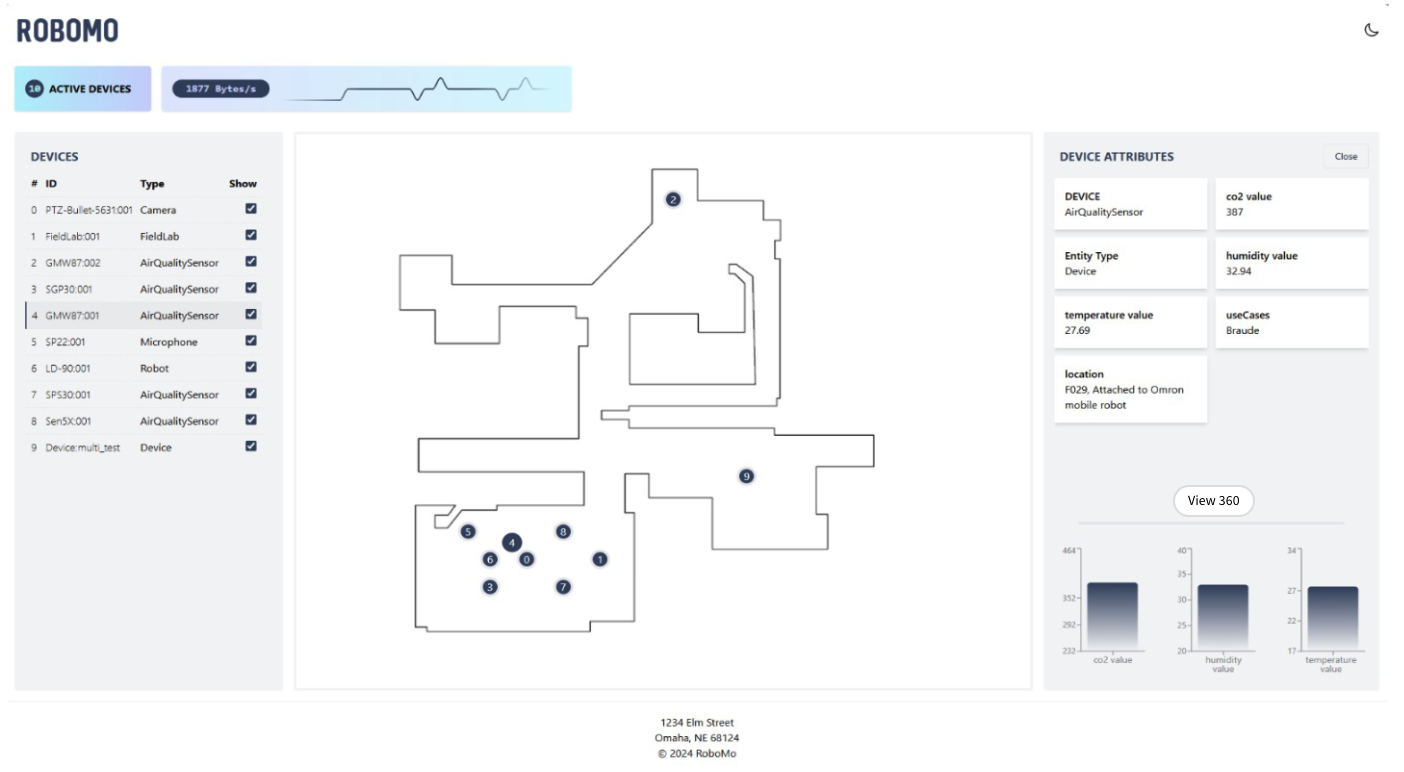 ROBOMO
10 ACTIVE DEVICES
1877 Bytes/s
DEVICES
# ID Type Show
0 PTZ-Bullet-5631:001 Camera
1 FieldLab:001 FieldLab
2 GMW87:002 AirQualitySensor
3 SGP30:001 AirQualitySensor
4 GMW87:001 AirQualitySensor
5 SP22:001 Microphone
6 LD-90:001 Robot
7 SPS30:001 AirQualitySensor
8 Sen5X:001 AirQualitySensor
9 Device:multi_test Device
2
9
5
8
4
6
0
1
3
7
DEVICE ATTRIBUTES
Close
DEVICE
AirQualitySensor
co2 value
387
Entity Type
Device
humidity value
32.94
temperature value
27.69
useCases
Braude
location
F029, Attached to Omron
mobile robot
View 360
464
352
292
232
co2 value
40
35
30
25
20
humidity
value
34
27
22
17
temperature
value
1234 Elm Street
Omaha, NE 68124
© 2024 RoboMo